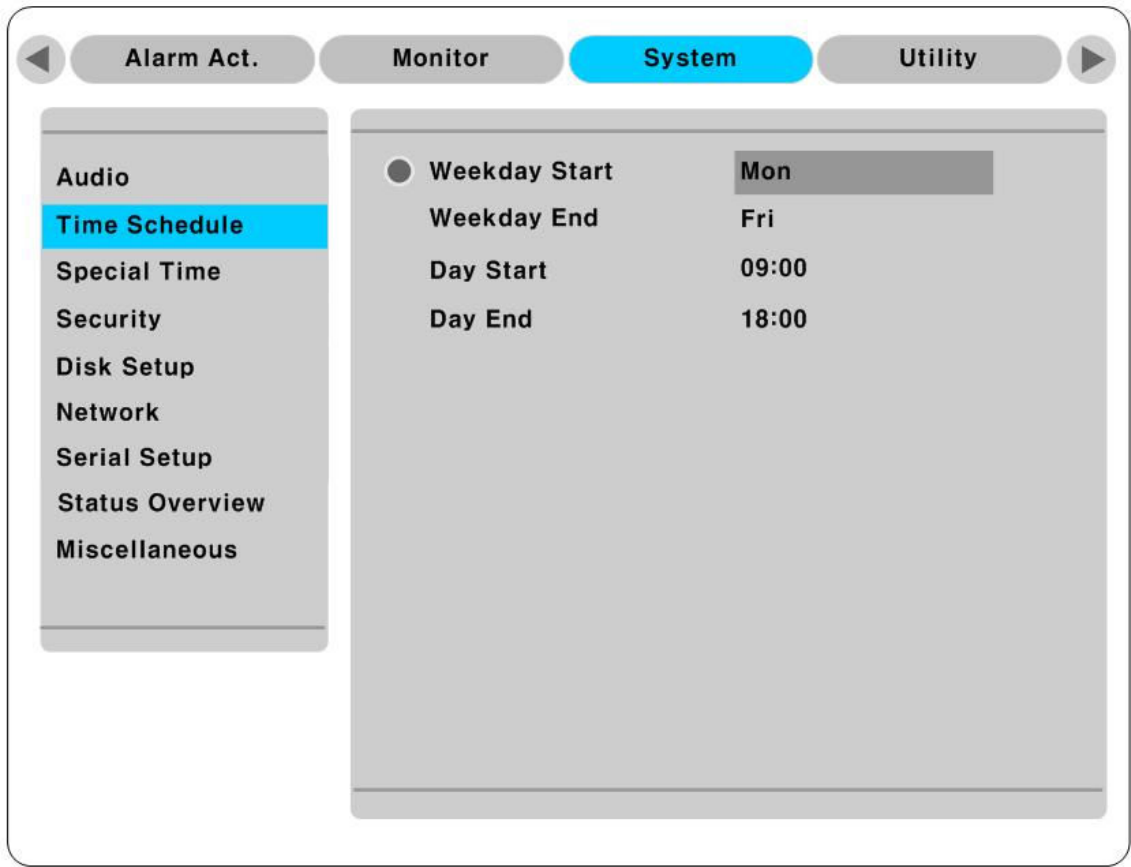 Alarm Act. Monitor System Utility
Audio
Time Schedule
Special Time
Security
Disk Setup
Network
Serial Setup
Status Overview
Miscellaneous
Weekday Start Mon
Weekday End Fri
Day Start 09:00
Day End 18:00